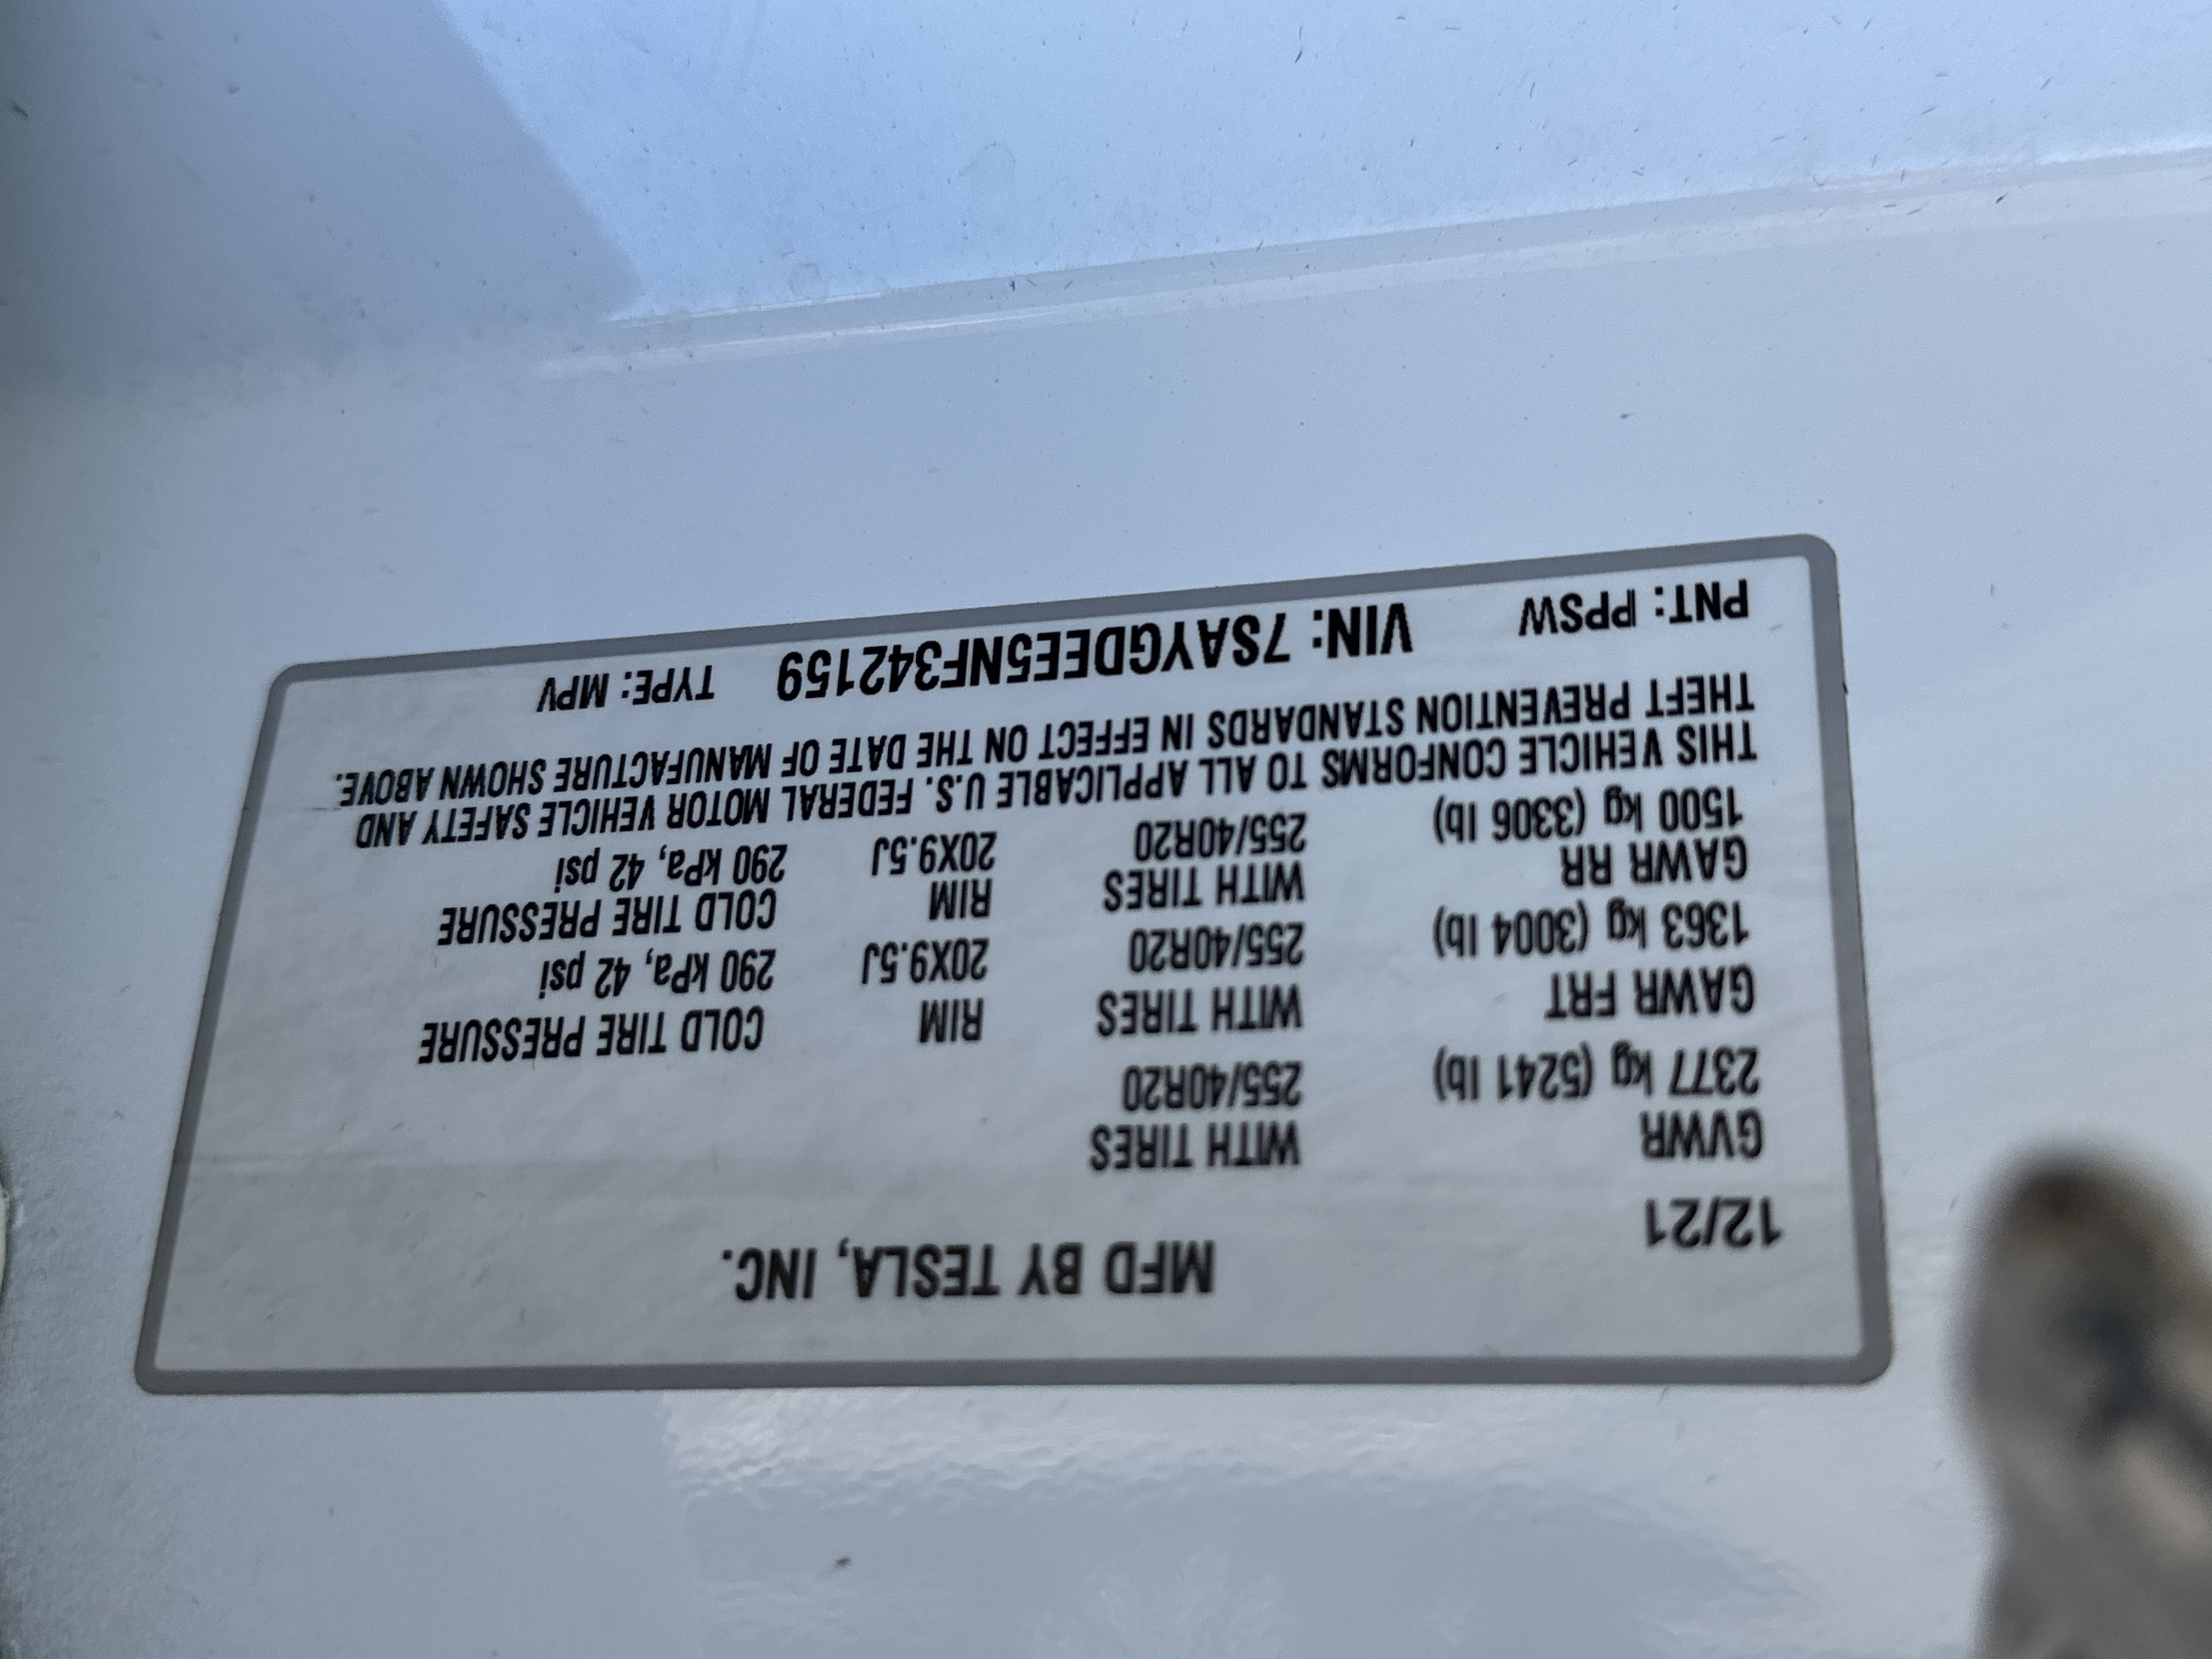 MFD BY TESLA, INC.
12/21
GVWR WITH TIRES
2377 kg (5241 lb) 255/40R20
GAWR FRT WITH TIRES RIM COLD TIRE PRESSURE
1363 kg (3004 lb) 255/40R20 20X9.5J 290 kPa, 42 psi
GAWR RR WITH TIRES RIM COLD TIRE PRESSURE
1500 kg (3306 lb) 255/40R20 20X9.5J 290 kPa, 42 psi
THIS VEHICLE CONFORMS TO ALL APPLICABLE U.S. FEDERAL MOTOR VEHICLE SAFETY AND
THEFT PREVENTION STANDARDS IN EFFECT ON THE DATE OF MANUFACTURE SHOWN ABOVE.
PNT: PPSW VIN: 7SAYGDEE5NF342159 TYPE: MPV